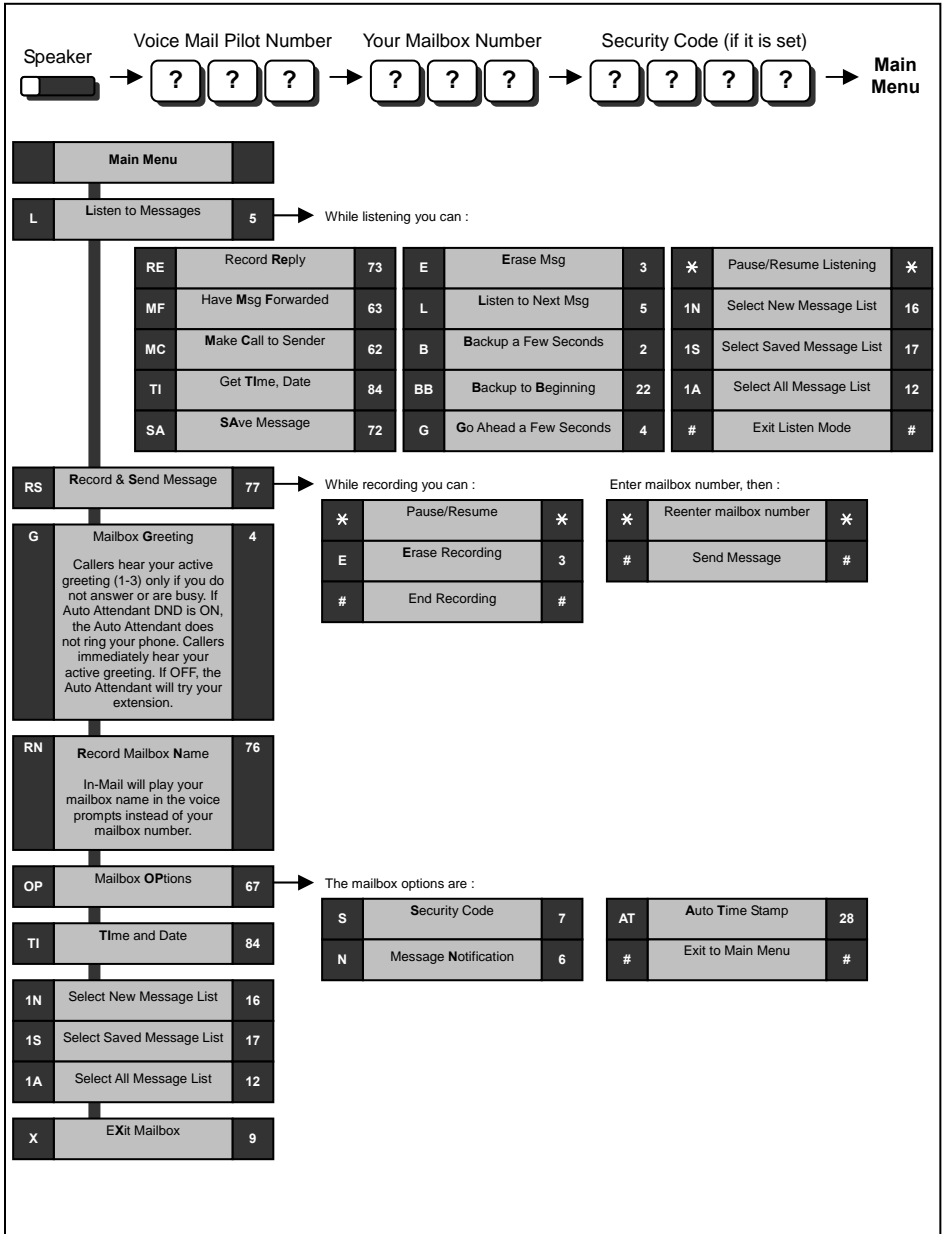 Speaker
Voice Mail Pilot Number
Your Mailbox Number
Security Code (if it is set)
? ? ?
? ? ?
? ? ? ?
Main
Menu
Main Menu
L Listen to Messages 5
While listening you can :
RE Record Reply 73
MF Have Msg Forwarded 63
MC Make Call to Sender 62
TI Get TIme, Date 84
SA SAve Message 72
E Erase Msg 3
L Listen to Next Msg 5
B Backup a Few Seconds 2
BB Backup to Beginning 22
G Go Ahead a Few Seconds 4
* Pause/Resume Listening *
1N Select New Message List 16
1S Select Saved Message List 17
1A Select All Message List 12
# Exit Listen Mode #
RS Record & Send Message 77
While recording you can :
* Pause/Resume *
E Erase Recording 3
# End Recording #
Enter mailbox number, then :
* Reenter mailbox number *
# Send Message #
G Mailbox Greeting 4
Callers hear your active
greeting (1-3) only if you do
not answer or are busy. If
Auto Attendant DND is ON,
the Auto Attendant does
not ring your phone. Callers
immediately hear your
active greeting. If OFF, the
Auto Attendant will try your
extension.
RN Record Mailbox Name 76
In-Mail will play your
mailbox name in the voice
prompts instead of your
mailbox number.
OP Mailbox OPtions 67
The mailbox options are :
S Security Code 7
N Message Notification 6
AT Auto Time Stamp 28
# Exit to Main Menu #
TI TIme and Date 84
1N Select New Message List 16
1S Select Saved Message List 17
1A Select All Message List 12
X EXit Mailbox 9